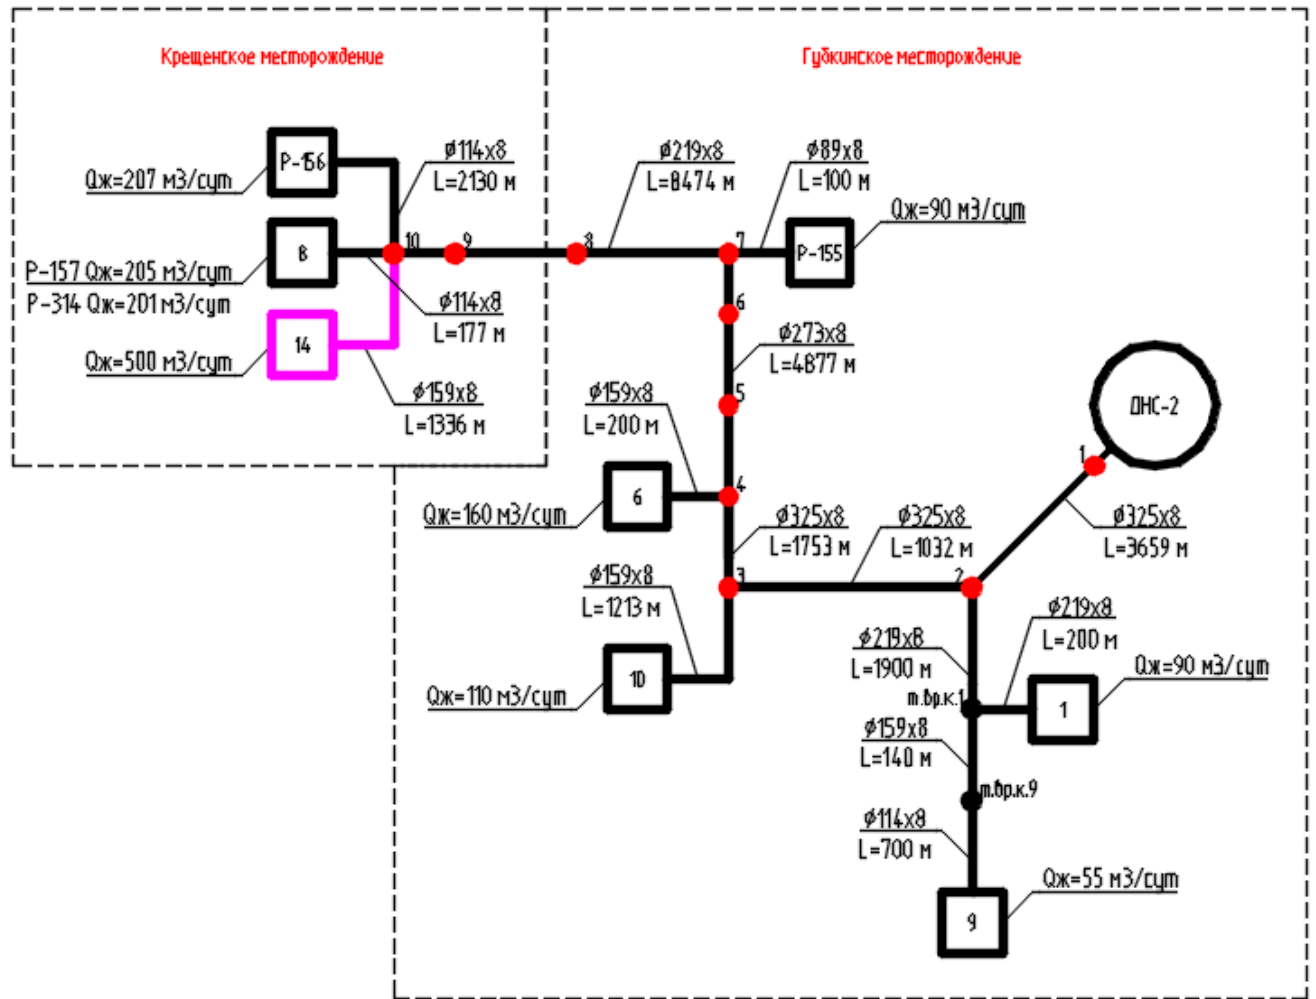 Крещенское месторождение
Губкинское месторождение
Р-156
Qж=207 м3/сут
ø114х8
L=2130 м
ø219х8
L=8474 м
ø89х8
L=100 м
Qж=90 м3/сут
Р-155
8
Р-157 Qж=205 м3/сут
Р-314 Qж=201 м3/сут
10
9
8
7
ø114х8
L=177 м
6
14
Qж=500 м3/сут
ø159х8
L=1336 м
ø273х8
L=4877 м
5
ø159х8
L=200 м
ДНС-2
1
6
4
Qж=160 м3/сут
ø325х8
L=1753 м
ø325х8
L=1032 м
ø325х8
L=3659 м
ø159х8
L=1213 м
3
2
10
Qж=110 м3/сут
ø219х8
L=1900 м
ø219х8
L=200 м
Qж=90 м3/сут
т.вр.к.1
1
ø159х8
L=140 м
т.вр.к.9
ø114х8
L=700 м
Qж=55 м3/сут
9